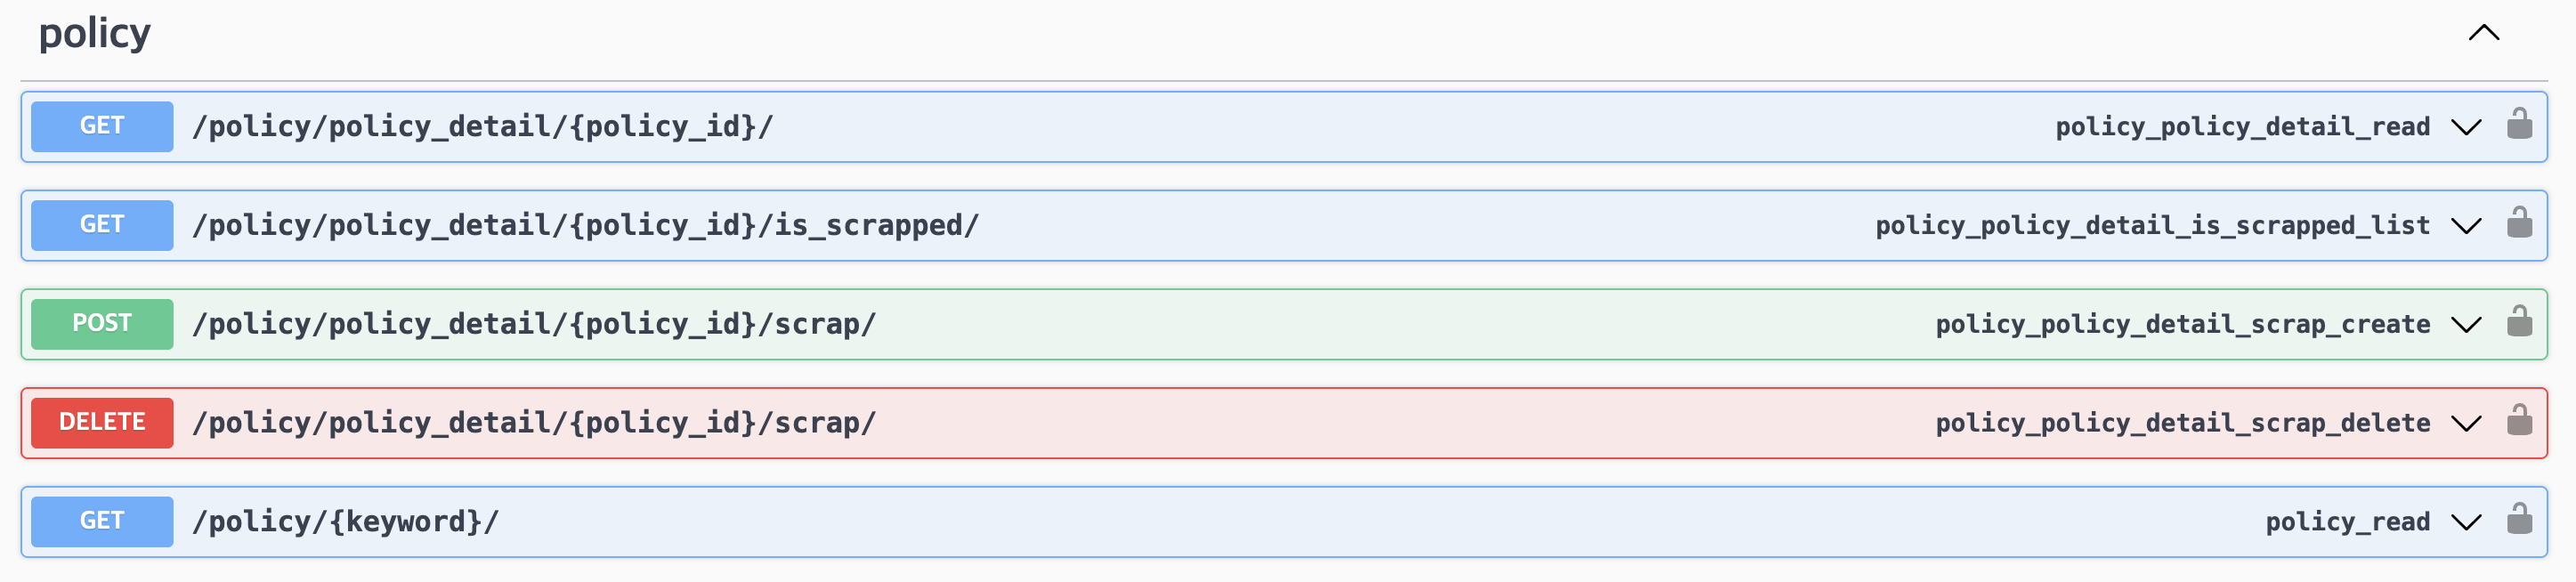 policy
GET /policy/policy_detail/{policy_id}/ policy_policy_detail_read
GET /policy/policy_detail/{policy_id}/is_scrapped/ policy_policy_detail_is_scrapped_list
POST /policy/policy_detail/{policy_id}/scrap/ policy_policy_detail_scrap_create
DELETE /policy/policy_detail/{policy_id}/scrap/ policy_policy_detail_scrap_delete
GET /policy/{keyword}/ policy_read